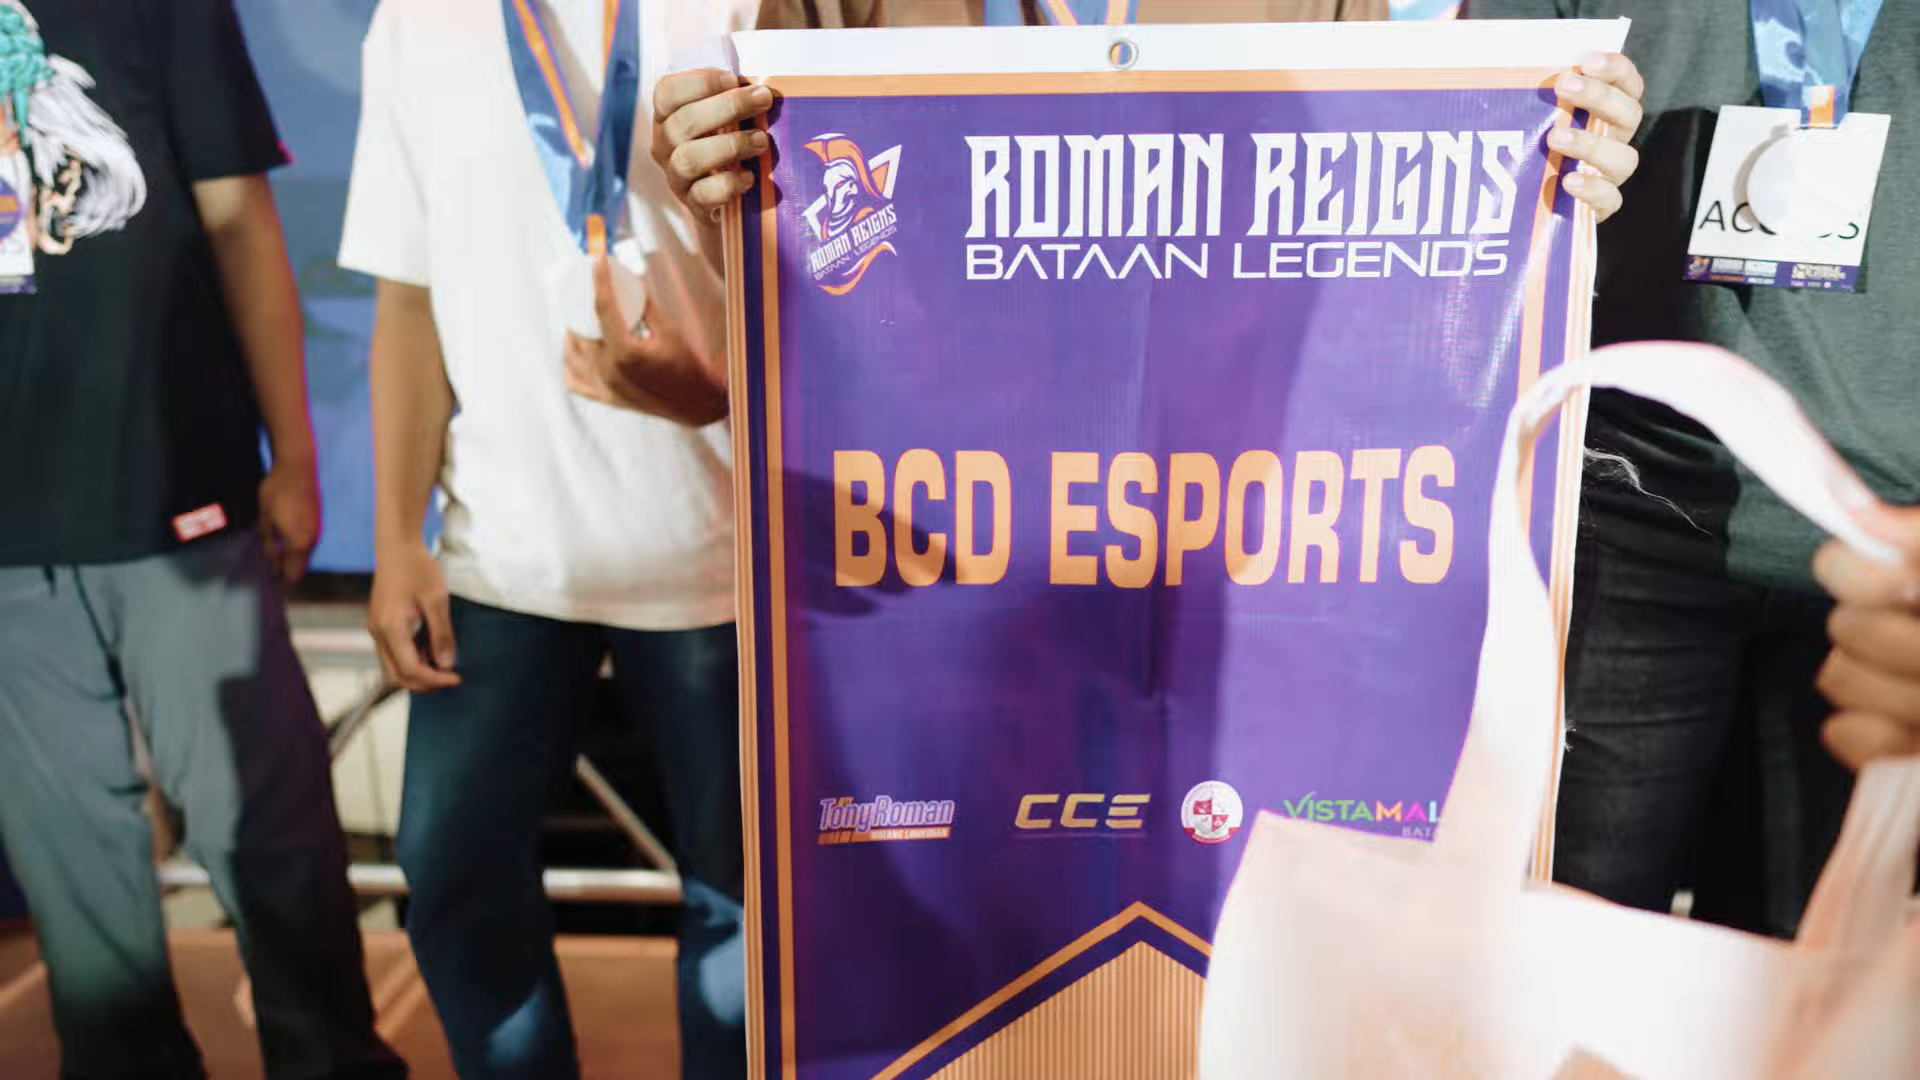 ROMAN REIGNS
BATAAN LEGENDS
ROMAN REIGNS
BATAAN LEGENDS
BCD ESPORTS
TonyRoman
CCE
VISTAMAL